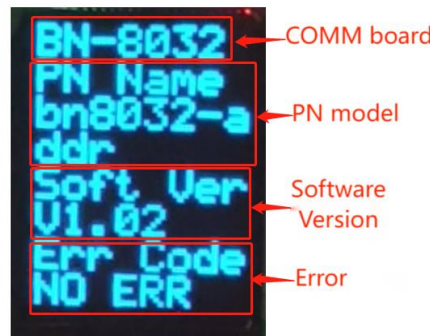 BN-8032
COMM board
PN Name
bn8032-a
ddr
PN model
Soft Ver
V1.02
Software
Version
Err Code
NO ERR
Error